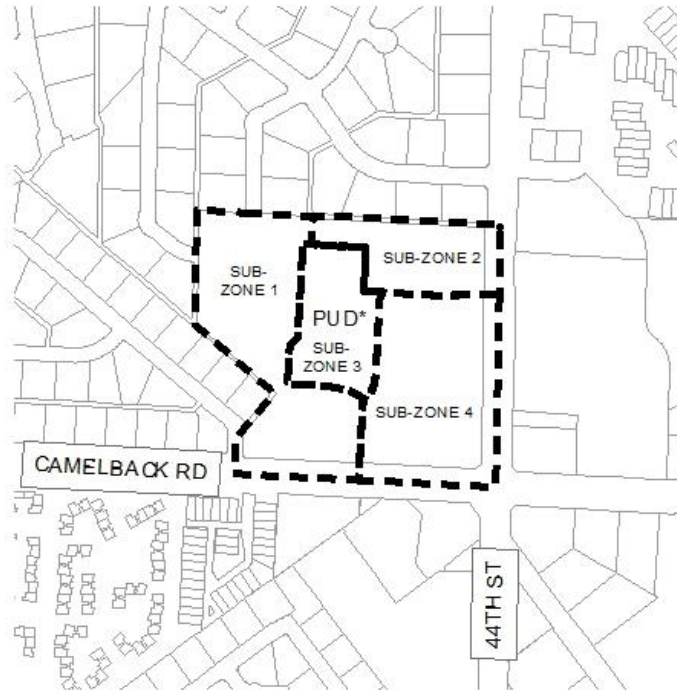 SUB-ZONE 2
SUB-
ZONE 1
PUD*
SUB-
ZONE 3
SUB-ZONE 4
CAMELBACK RD
44TH ST